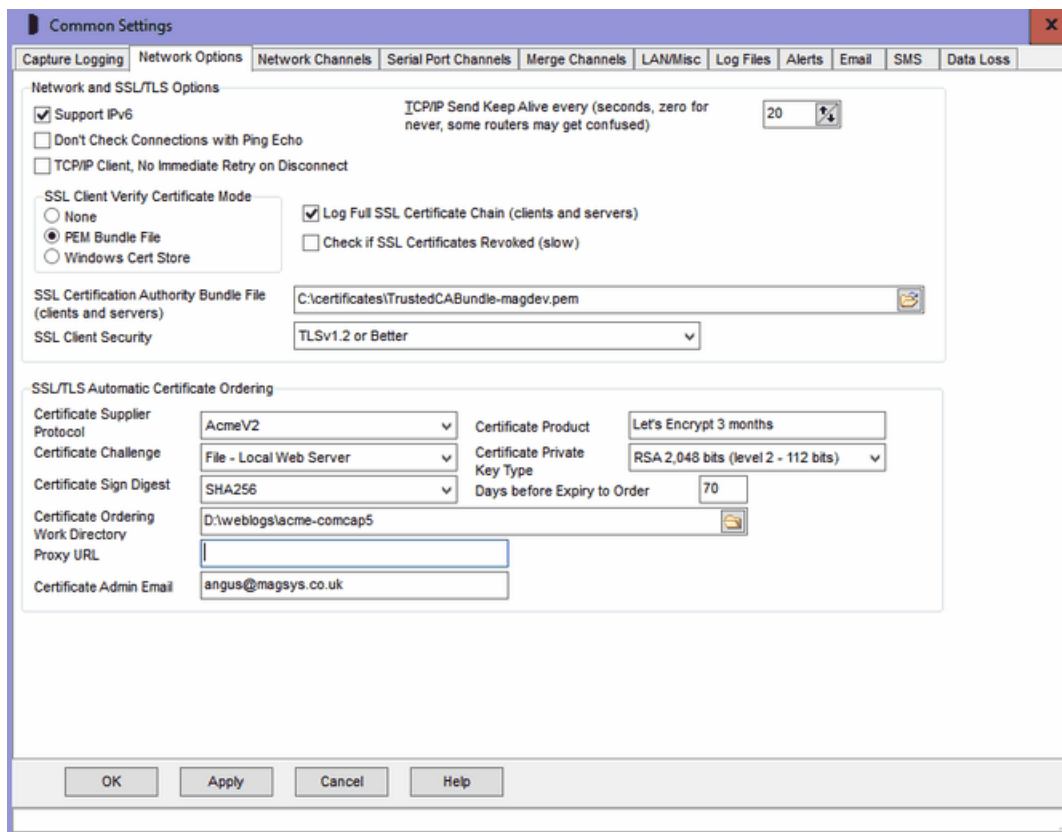 Common Settings
x
Capture Logging Network Options Network Channels Serial Port Channels Merge Channels LAN/Misc Log Files Alerts Email SMS Data Loss
Network and SSL/TLS Options
Support IPv6
TCP/IP Send Keep Alive every (seconds, zero for
never, some routers may get confused)
20
Don't Check Connections with Ping Echo
TCP/IP Client, No Immediate Retry on Disconnect
SSL Client Verify Certificate Mode
None
PEM Bundle File
Windows Cert Store
Log Full SSL Certificate Chain (clients and servers)
Check if SSL Certificates Revoked (slow)
SSL Certification Authority Bundle File
(clients and servers)
C:\certificates\TrustedCABundle-magdev.pem
SSL Client Security
TLSv1.2 or Better
SSL/TLS Automatic Certificate Ordering
Certificate Supplier
Protocol
AcmeV2
Certificate Product
Let's Encrypt 3 months
Certificate Challenge
File - Local Web Server
Certificate Private
Key Type
RSA 2,048 bits (level 2 - 112 bits)
Certificate Sign Digest
SHA256
Days before Expiry to Order
70
Certificate Ordering
Work Directory
D:\weblogs\acme-comcap5
Proxy URL
Certificate Admin Email
angus@magsys.co.uk
OK Apply Cancel Help